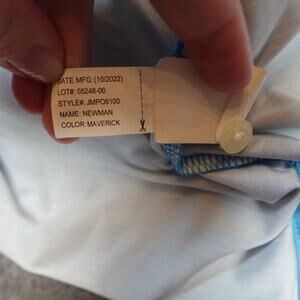 DATE MFG: (10/2022)
LOT#: 05248-00
STYLE#: JMPO6100
NAME: NEWMAN
COLOR: MAVERICK